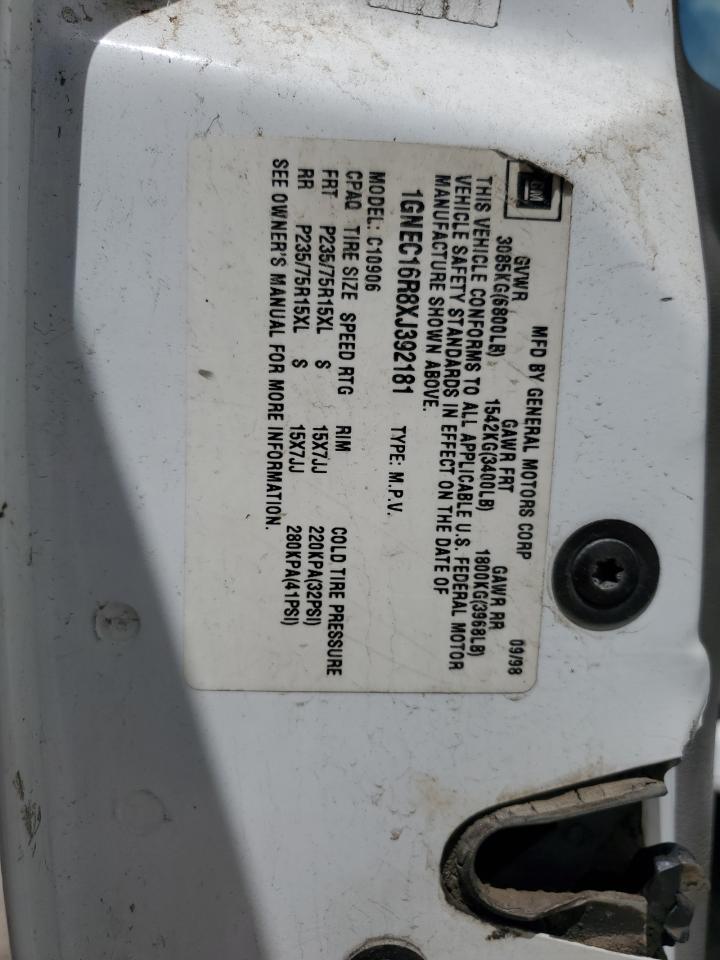 GM
MFD BY GENERAL MOTORS CORP 09/98
GVWR GAWR FRT GAWR RR
3085KG(6800LB) 1542KG(3400LB) 1800KG(3968LB)
THIS VEHICLE CONFORMS TO ALL APPLICABLE U.S. FEDERAL MOTOR
VEHICLE SAFETY STANDARDS IN EFFECT ON THE DATE OF
MANUFACTURE SHOWN ABOVE.
1GNEC16R8XJ392181 TYPE: M.P.V.
MODEL: C10906
CPAQ TIRE SIZE SPEED RTG RIM COLD TIRE PRESSURE
FRT P235/75R15XL S 15X7JJ 220KPA(32PSI)
RR P235/75R15XL S 15X7JJ 280KPA(41PSI)
SEE OWNER'S MANUAL FOR MORE INFORMATION.